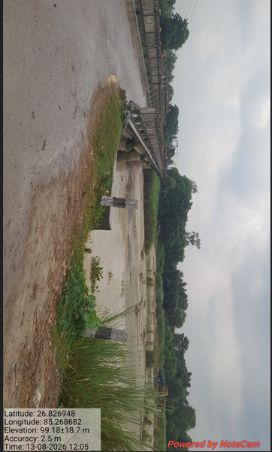 Latitude: 26.826948
Longitude: 85.268682
Elevation: 99.18±18.7 m
Accuracy: 2.5 m
Time: 13-08-2026 12:05
Powered by NoteCam